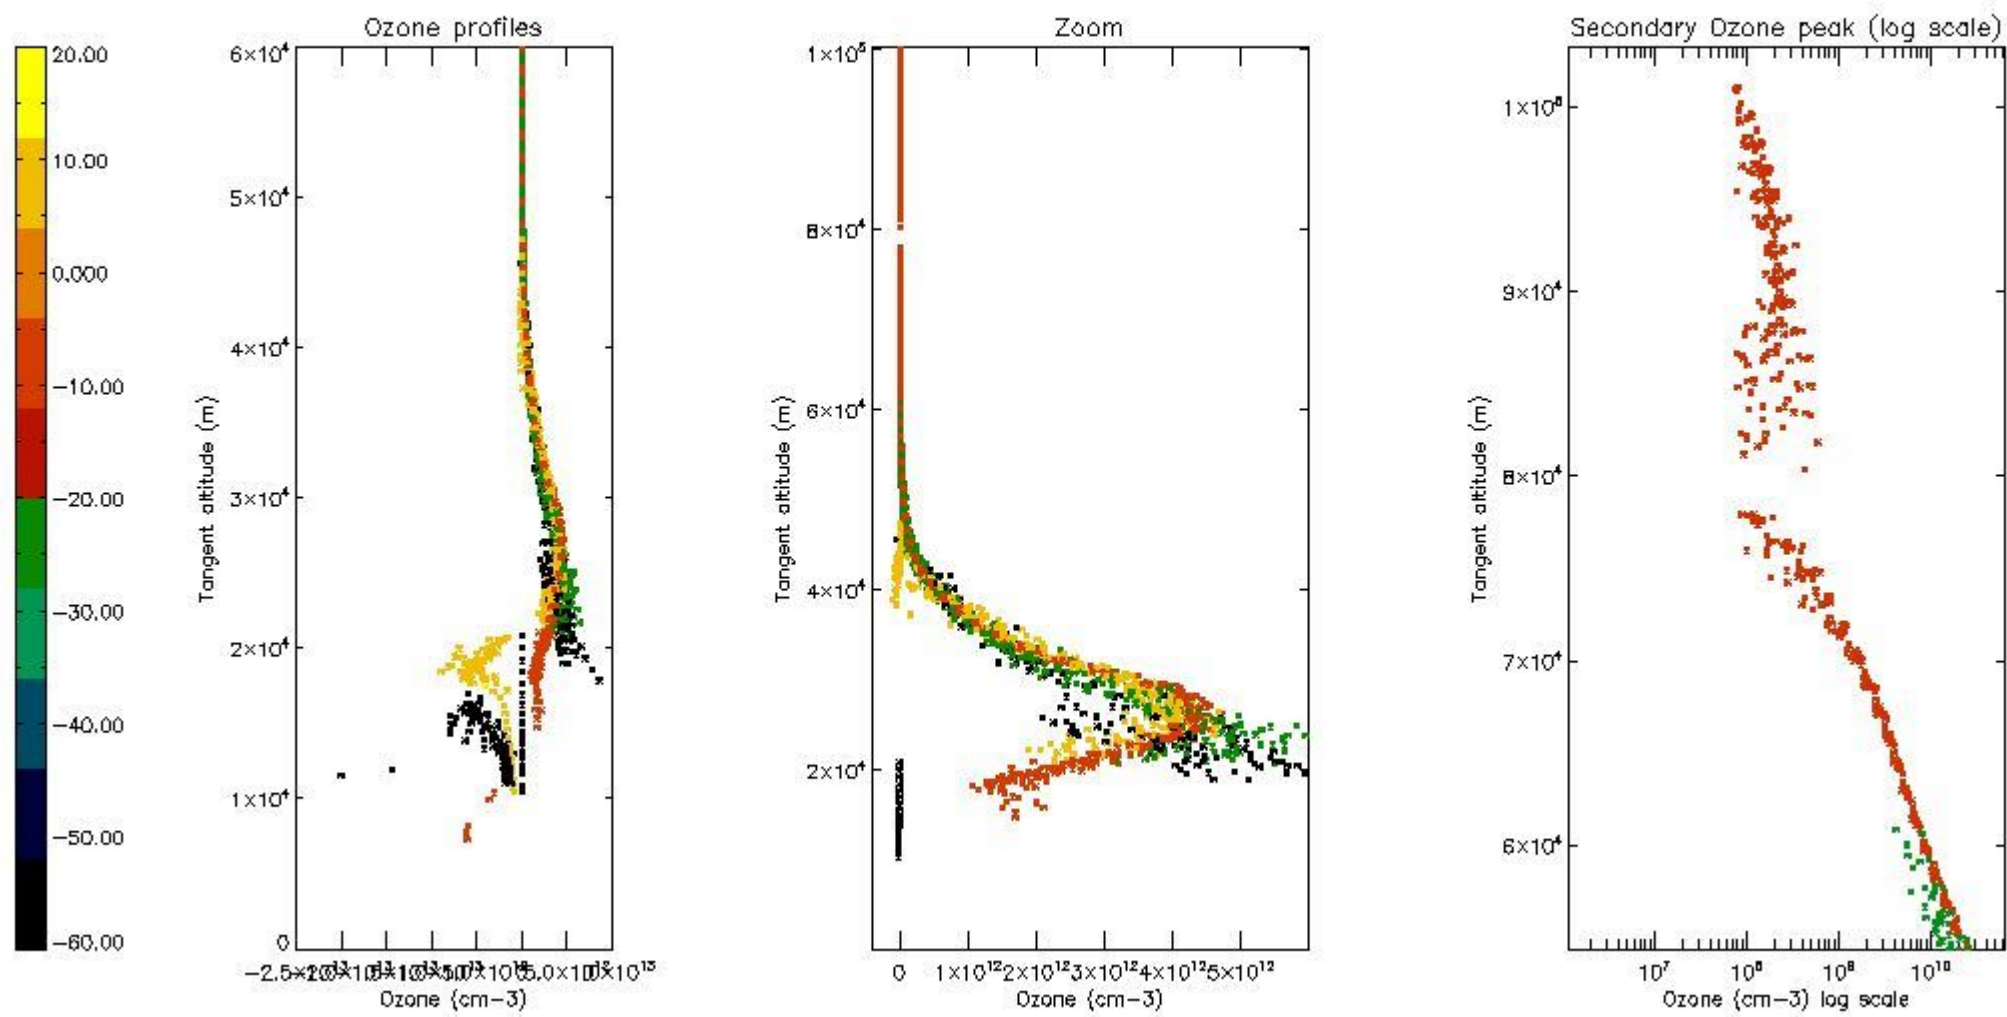 Ozone profiles
Zoom
Secondary Ozone peak (log scale)
20.00
10.00
0.000
−10.00
−20.00
−30.00
−40.00
−50.00
−60.00
6×10⁴
5×10⁴
4×10⁴
3×10⁴
2×10⁴
1×10⁴
0
Tangent altitude (m)
Ozone (cm−3)
1×10⁵
8×10⁴
6×10⁴
4×10⁴
2×10⁴
Tangent altitude (m)
0 1×10¹² 2×10¹² 3×10¹² 4×10¹² 5×10¹²
Ozone (cm−3)
1×10⁵
9×10⁴
8×10⁴
7×10⁴
6×10⁴
Tangent altitude (m)
10⁷ 10⁸ 10⁹ 10¹⁰
Ozone (cm−3) log scale